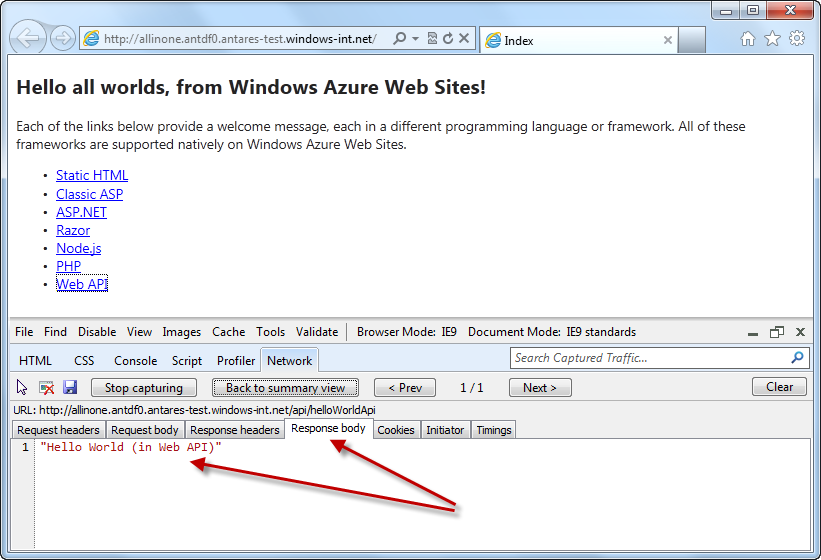 http://allinone.antdf0.antares-test.windows-int.net/
Index
Hello all worlds, from Windows Azure Web Sites!
Each of the links below provide a welcome message, each in a different programming language or framework. All of these
frameworks are supported natively on Windows Azure Web Sites.
• Static HTML
• Classic ASP
• ASP.NET
• Razor
• Node.js
• PHP
• Web API
File Find Disable View Images Cache Tools Validate Browser Mode: IE9 Document Mode: IE9 standards
HTML CSS Console Script Profiler Network Search Captured Traffic...
Stop capturing Back to summary view < Prev 1 / 1 Next > Clear
URL: http://allinone.antdf0.antares-test.windows-int.net/api/helloWorldApi
Request headers Request body Response headers Response body Cookies Initiator Timings
1 "Hello World (in Web API)"